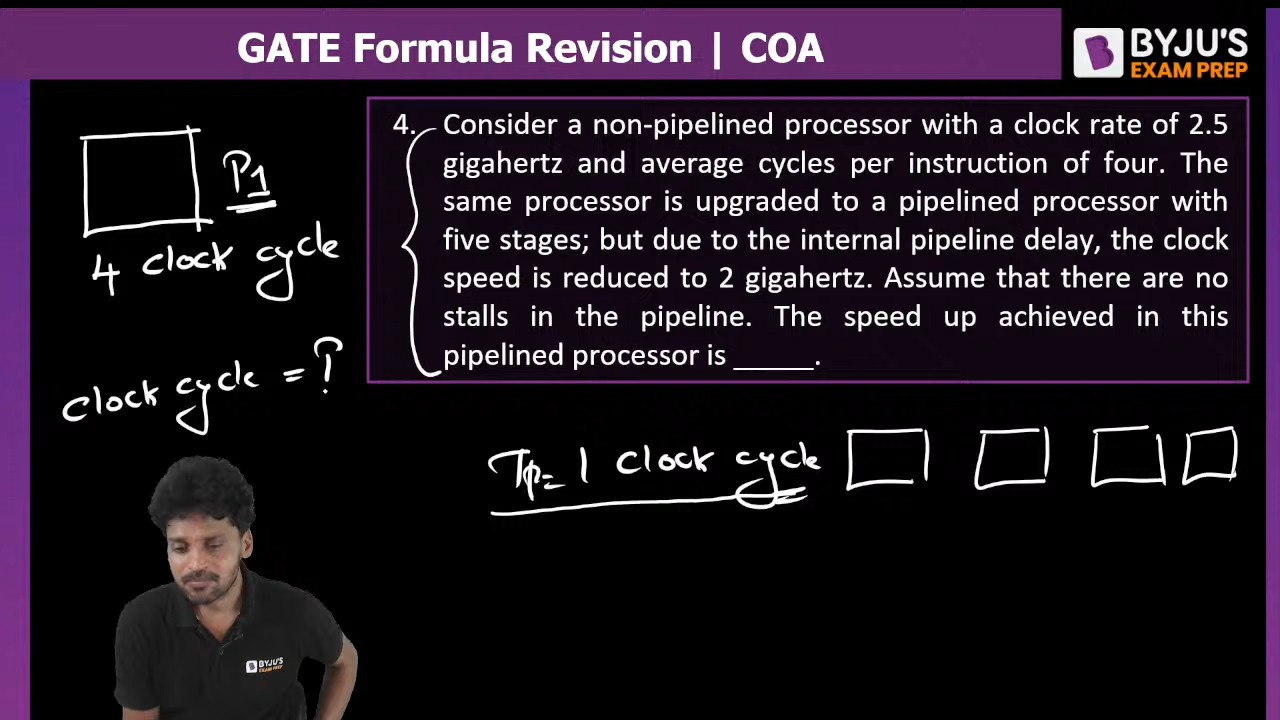 GATE Formula Revision | COA
BYJU'S
EXAM PREP
4. Consider a non-pipelined processor with a clock rate of 2.5
gigahertz and average cycles per instruction of four. The
same processor is upgraded to a pipelined processor with
five stages; but due to the internal pipeline delay, the clock
speed is reduced to 2 gigahertz. Assume that there are no
stalls in the pipeline. The speed up achieved in this
pipelined processor is _____.
P1
4 clock cycle
clock cycle = ?
Tp = 1 clock cycle
BYJU'S
EXAM PREP